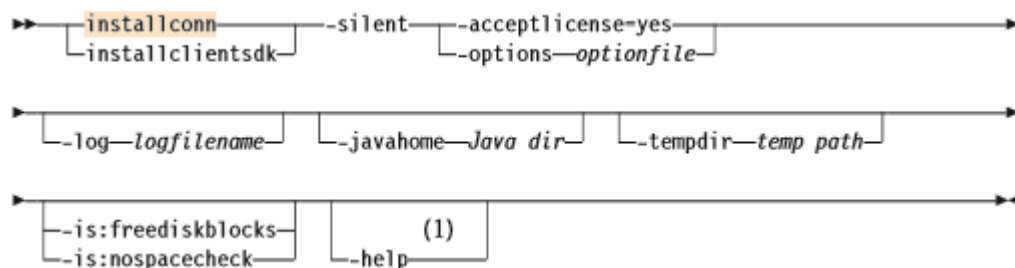 installconn -silent -acceptlicense=yes
installclientsdk -options optionfile
-log logfilename -javahome Java dir -tempdir temp path
-is:freediskblocks (1)
-is:nospacecheck -help